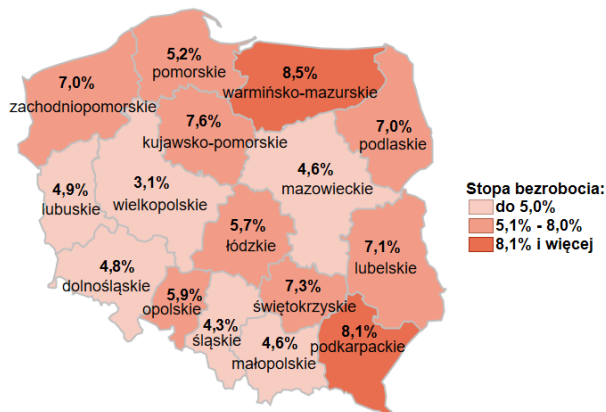 5,2%
pomorskie
7,0%
zachodniopomorskie
8,5%
warmińsko-mazurskie
7,6%
kujawsko-pomorskie
7,0%
podlaskie
4,6%
mazowieckie
4,9%
lubuskie
3,1%
wielkopolskie
5,7%
łódzkie
7,1%
lubelskie
4,8%
dolnośląskie
5,9%
opolskie
4,3%
śląskie
7,3%
świętokrzyskie
4,6%
małopolskie
8,1%
podkarpackie
Stopa bezrobocia:
do 5,0%
5,1% - 8,0%
8,1% i więcej